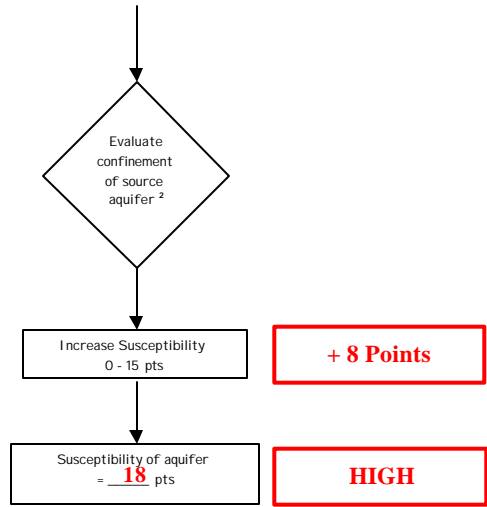 Evaluate
confinement
of source
aquifer ²
Increase Susceptibility
0 - 15 pts
+ 8 Points
Susceptibility of aquifer
= 18 pts
HIGH